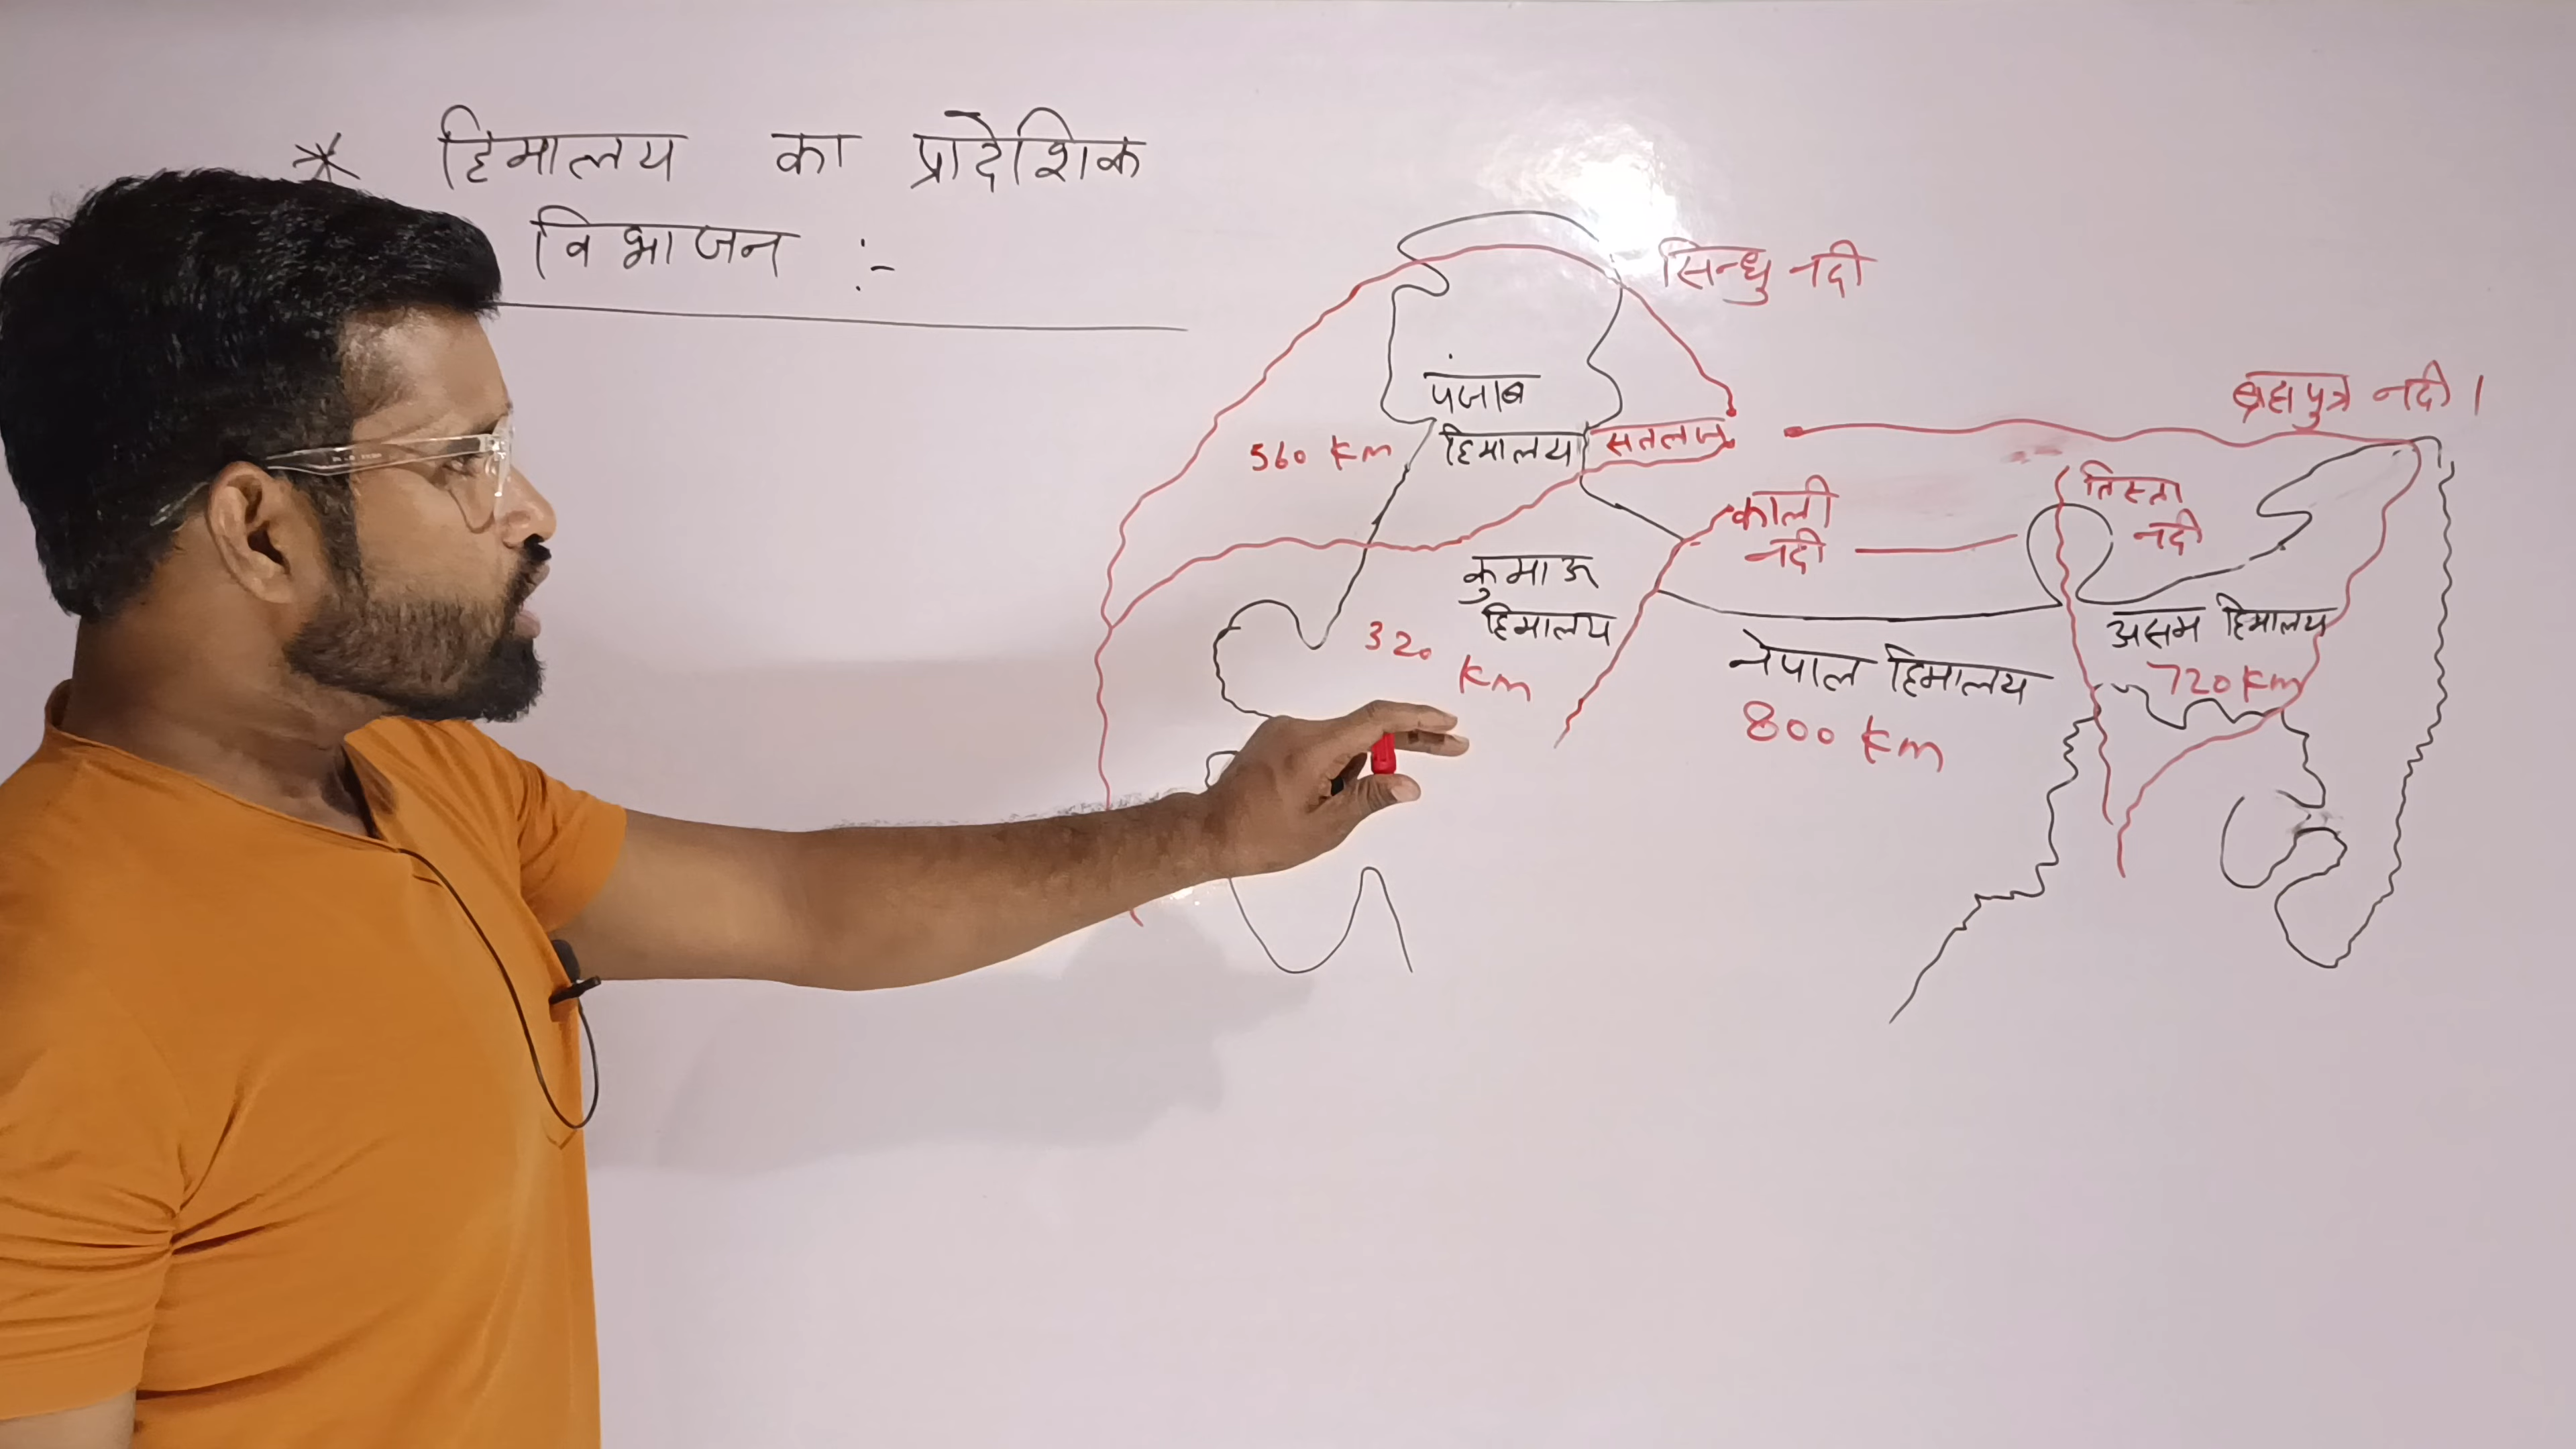 * हिमालय का प्रादेशिक
विभाजन :-
सिन्धु नदी
पंजाब
हिमालय
560 km
सतलज
ब्रह्मपुत्र नदी।
काली
नदी
तिस्ता
नदी
कुमाऊ
हिमालय
320
km
नेपाल हिमालय
800 km
असम हिमालय
720 km